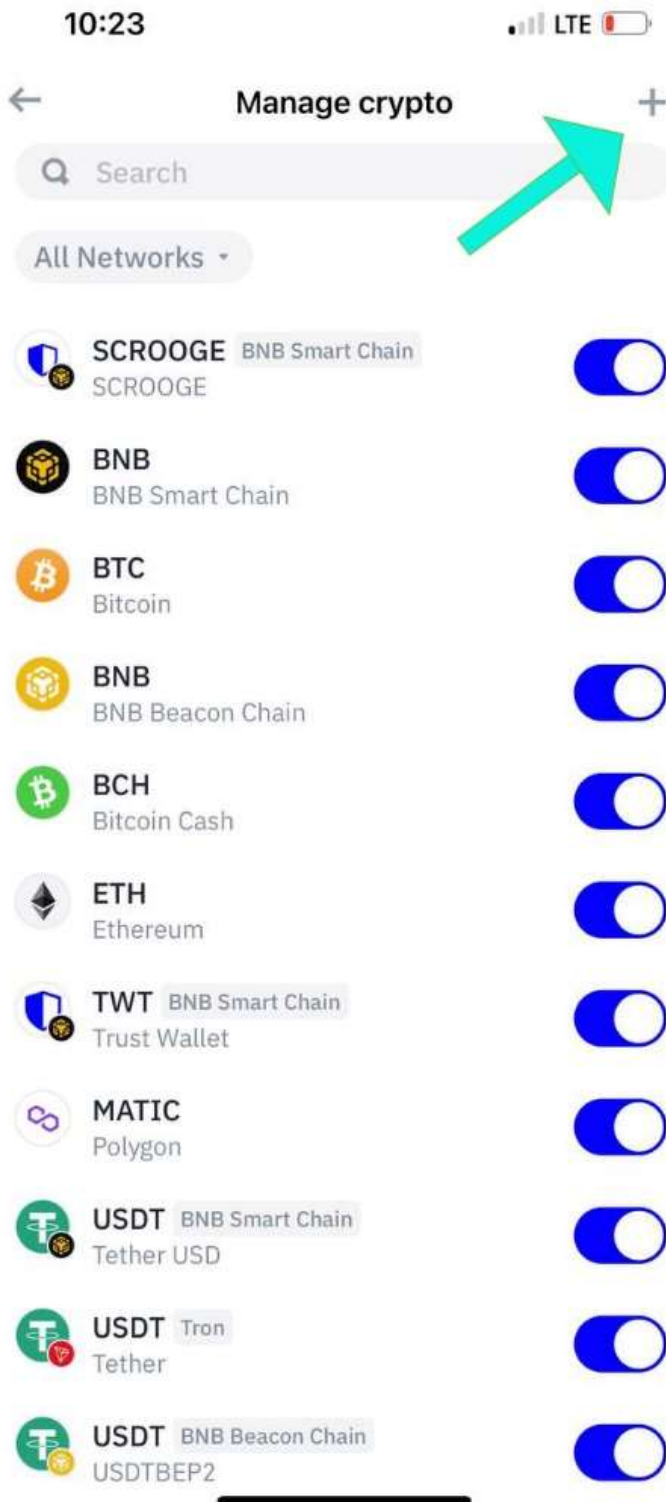 10:23 LTE
Manage crypto
Search
All Networks
SCROOGE BNB Smart Chain
SCROOGE
BNB
BNB Smart Chain
BTC
Bitcoin
BNB
BNB Beacon Chain
BCH
Bitcoin Cash
ETH
Ethereum
TWT BNB Smart Chain
Trust Wallet
MATIC
Polygon
USDT BNB Smart Chain
Tether USD
USDT Tron
Tether
USDT BNB Beacon Chain
USDTBEP2